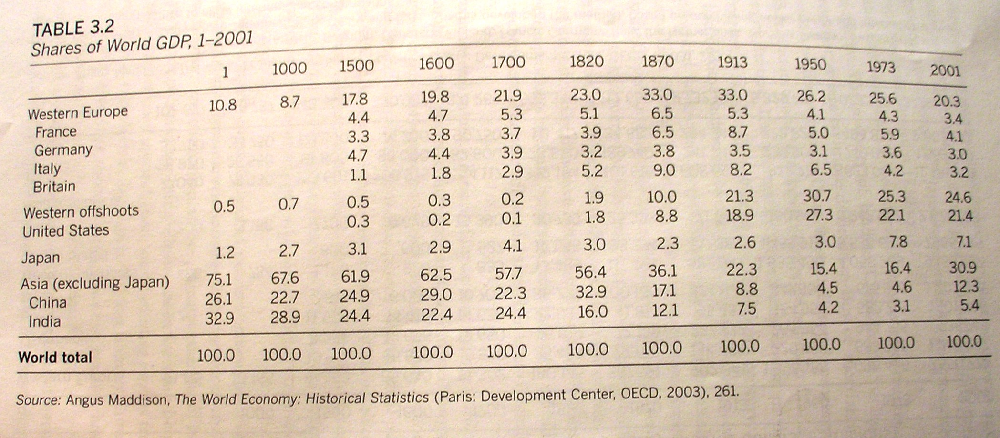 TABLE 3.2
Shares of World GDP, 1–2001
1 1000 1500 1600 1700 1820 1870 1913 1950 1973 2001
Western Europe 10.8 8.7 17.8 19.8 21.9 23.0 33.0 33.0 26.2 25.6 20.3
France 4.4 4.7 5.3 5.1 6.5 5.3 4.1 4.3 3.4
Germany 3.3 3.8 3.7 3.9 6.5 8.7 5.0 5.9 4.1
Italy 4.7 4.4 3.9 3.2 3.8 3.5 3.1 3.6 3.0
Britain 1.1 1.8 2.9 5.2 9.0 8.2 6.5 4.2 3.2
Western offshoots 0.5 0.7 0.5 0.3 0.2 1.9 10.0 21.3 30.7 25.3 24.6
United States 0.3 0.2 0.1 1.8 8.8 18.9 27.3 22.1 21.4
Japan 1.2 2.7 3.1 2.9 4.1 3.0 2.3 2.6 3.0 7.8 7.1
Asia (excluding Japan) 75.1 67.6 61.9 62.5 57.7 56.4 36.1 22.3 15.4 16.4 30.9
China 26.1 22.7 24.9 29.0 22.3 32.9 17.1 8.8 4.5 4.6 12.3
India 32.9 28.9 24.4 22.4 24.4 16.0 12.1 7.5 4.2 3.1 5.4
World total 100.0 100.0 100.0 100.0 100.0 100.0 100.0 100.0 100.0 100.0 100.0
Source: Angus Maddison, The World Economy: Historical Statistics (Paris: Development Center, OECD, 2003), 261.